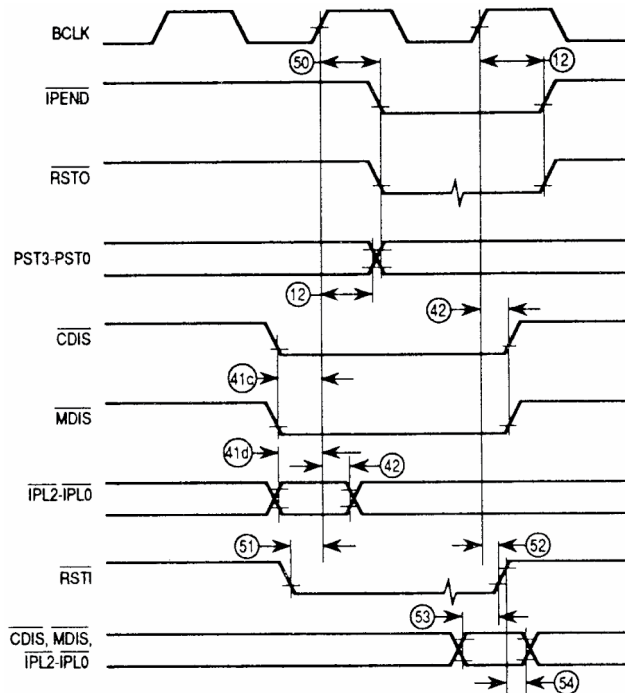 BCLK
50
12
IPEND
RSTO
PST3-PST0
12
42
CDIS
41c
MDIS
41d
42
IPL2-IPL0
51
52
RSTI
53
CDIS, MDIS,
IPL2-IPL0
54